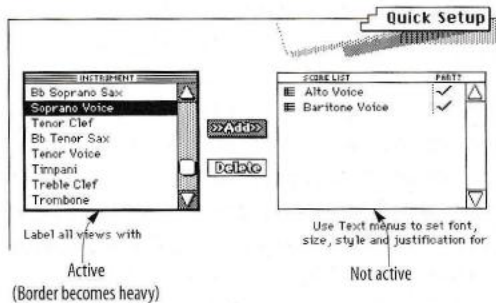 Quick Setup
INSTRUMENT
Bb Soprano Sax
Soprano Voice
Tenor Clef
Bb Tenor Sax
Tenor Voice
Timpani
Treble Clef
Trombone
»Add»
Delete
SCORE LIST PART?
Alto Voice
Baritone Voice
Label all views with
Use Text menus to set font,
size, style and justification for
Active
(Border becomes heavy)
Not active